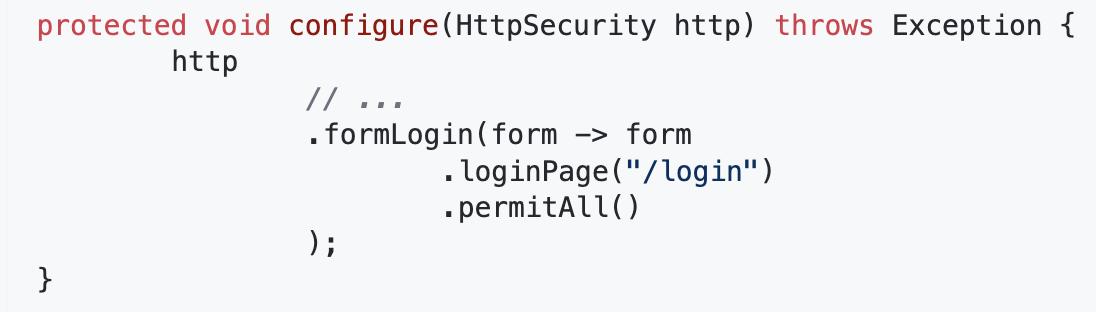 protected void configure(HttpSecurity http) throws Exception {
http
// ...
.formLogin(form -> form
.loginPage("/login")
.permitAll()
);
}